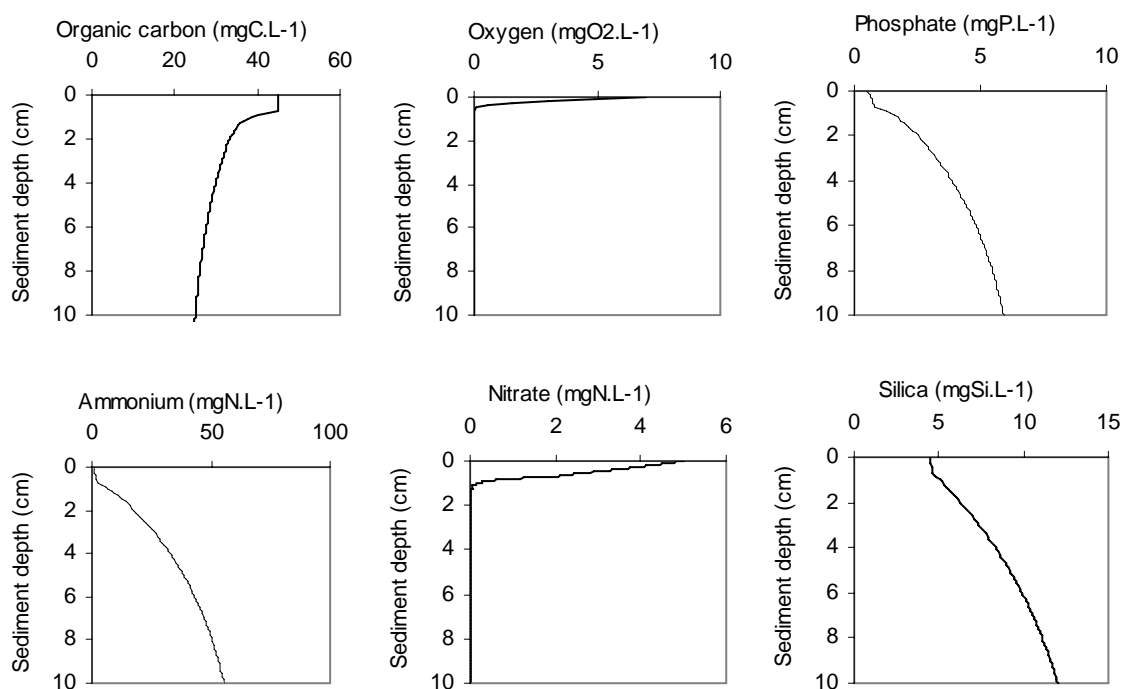 Organic carbon (mgC.L-1)
0 20 40 60
0
2
4
6
8
10
Sediment depth (cm)
Oxygen (mgO2.L-1)
0 5 10
0
2
4
6
8
10
Sediment depth (cm)
Phosphate (mgP.L-1)
0 5 10
0
2
4
6
8
10
Sediment depth (cm)
Ammonium (mgN.L-1)
0 50 100
0
2
4
6
8
10
Sediment depth (cm)
Nitrate (mgN.L-1)
0 2 4 6
0
2
4
6
8
10
Sediment depth (cm)
Silica (mgSi.L-1)
0 5 10 15
0
2
4
6
8
10
Sediment depth (cm)